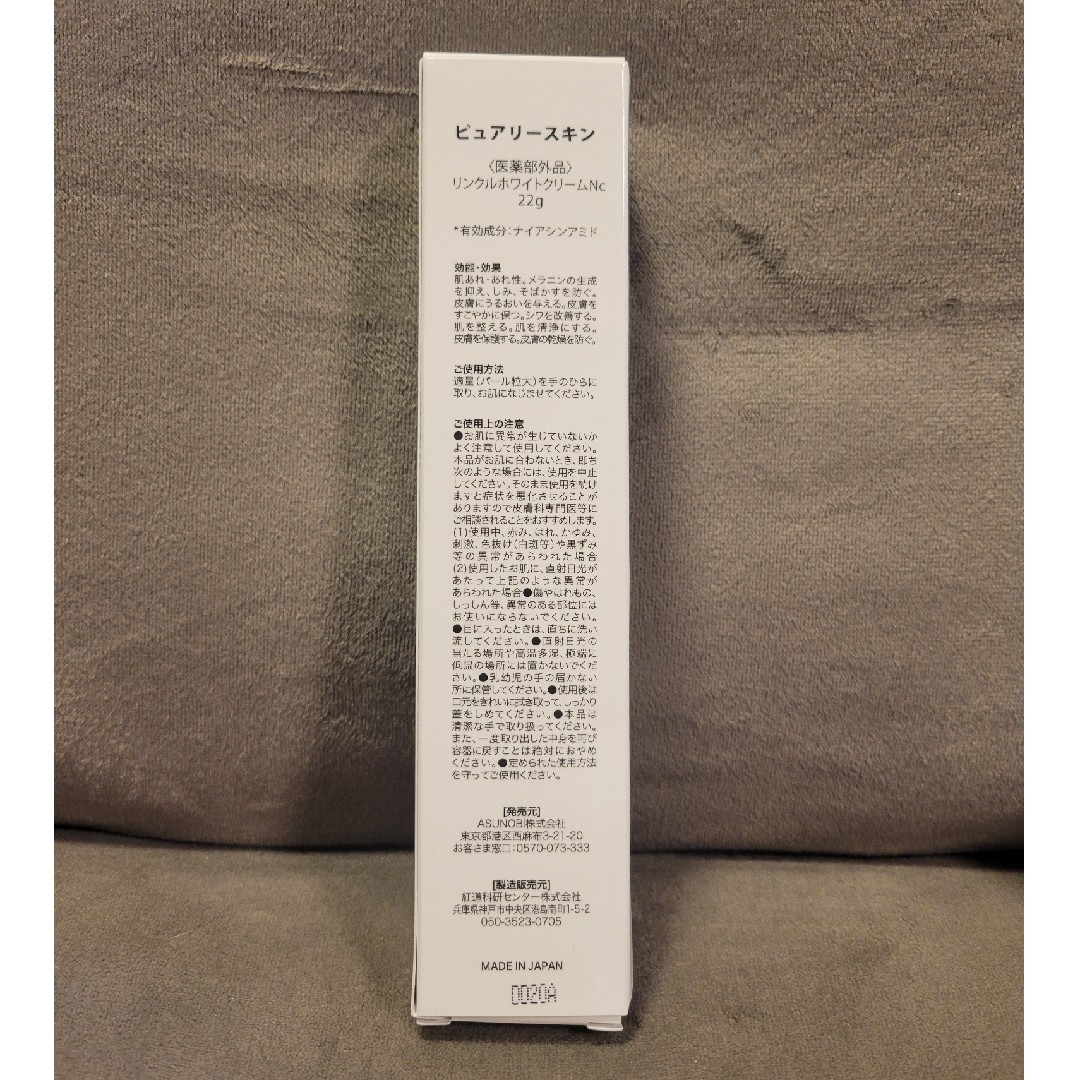 ピュアリースキン
〈医薬部外品〉
リンクルホワイトクリームNc
22g
*有効成分:ナイアシンアミド
効能・効果
肌あれ・あれ性。メラニンの生成
を抑え、しみ、そばかすを防ぐ。
皮膚にうるおいを与える。皮膚を
すこやかに保つ。シワを改善する。
肌を整える。肌を清浄にする。
皮膚を保護する。皮膚の乾燥を防ぐ。
ご使用方法
適量(パール粒大)を手のひらに
取り、お肌になじませてください。
ご使用上の注意
●お肌に異常が生じていないか
よく注意して使用してください。
本品がお肌に合わないとき、即ち
次のような場合には、使用を中止
してください。そのまま使用を続け
ますと症状を悪化させることが
ありますので皮膚科専門医等に
ご相談されることをおすすめします。
(1)使用中、赤み、はれ、かゆみ、
刺激、色抜け(白斑等)や黒ずみ
等の異常があらわれた場合
(2)使用したお肌に、直射日光が
あたって上記のような異常が
あらわれた場合●傷やはれもの、
しっしん等、異常のある部位には
お使いにならないでください。
●目に入ったときは、直ちに洗い
流してください。●直射日光の
当たる場所や高温多湿、極端に
低温の場所には置かないでくだ
さい。●乳幼児の手の届かない
所に保管してください。●使用後は
口元をきれいに拭き取って、しっかり
蓋をしめてください。●本品は
清潔な手で取り扱ってください。
また、一度取り出した中身を再び
容器に戻すことは絶対におやめ
ください。●定められた使用方法
を守ってご使用ください。
[発売元]
ASUNOBI株式会社
東京都港区西麻布3-21-20
お客さま窓口:0570-073-333
[製造販売元]
紅道科研センター株式会社
兵庫県神戸市中央区港島南町1-5-2
050-3523-0705
MADE IN JAPAN